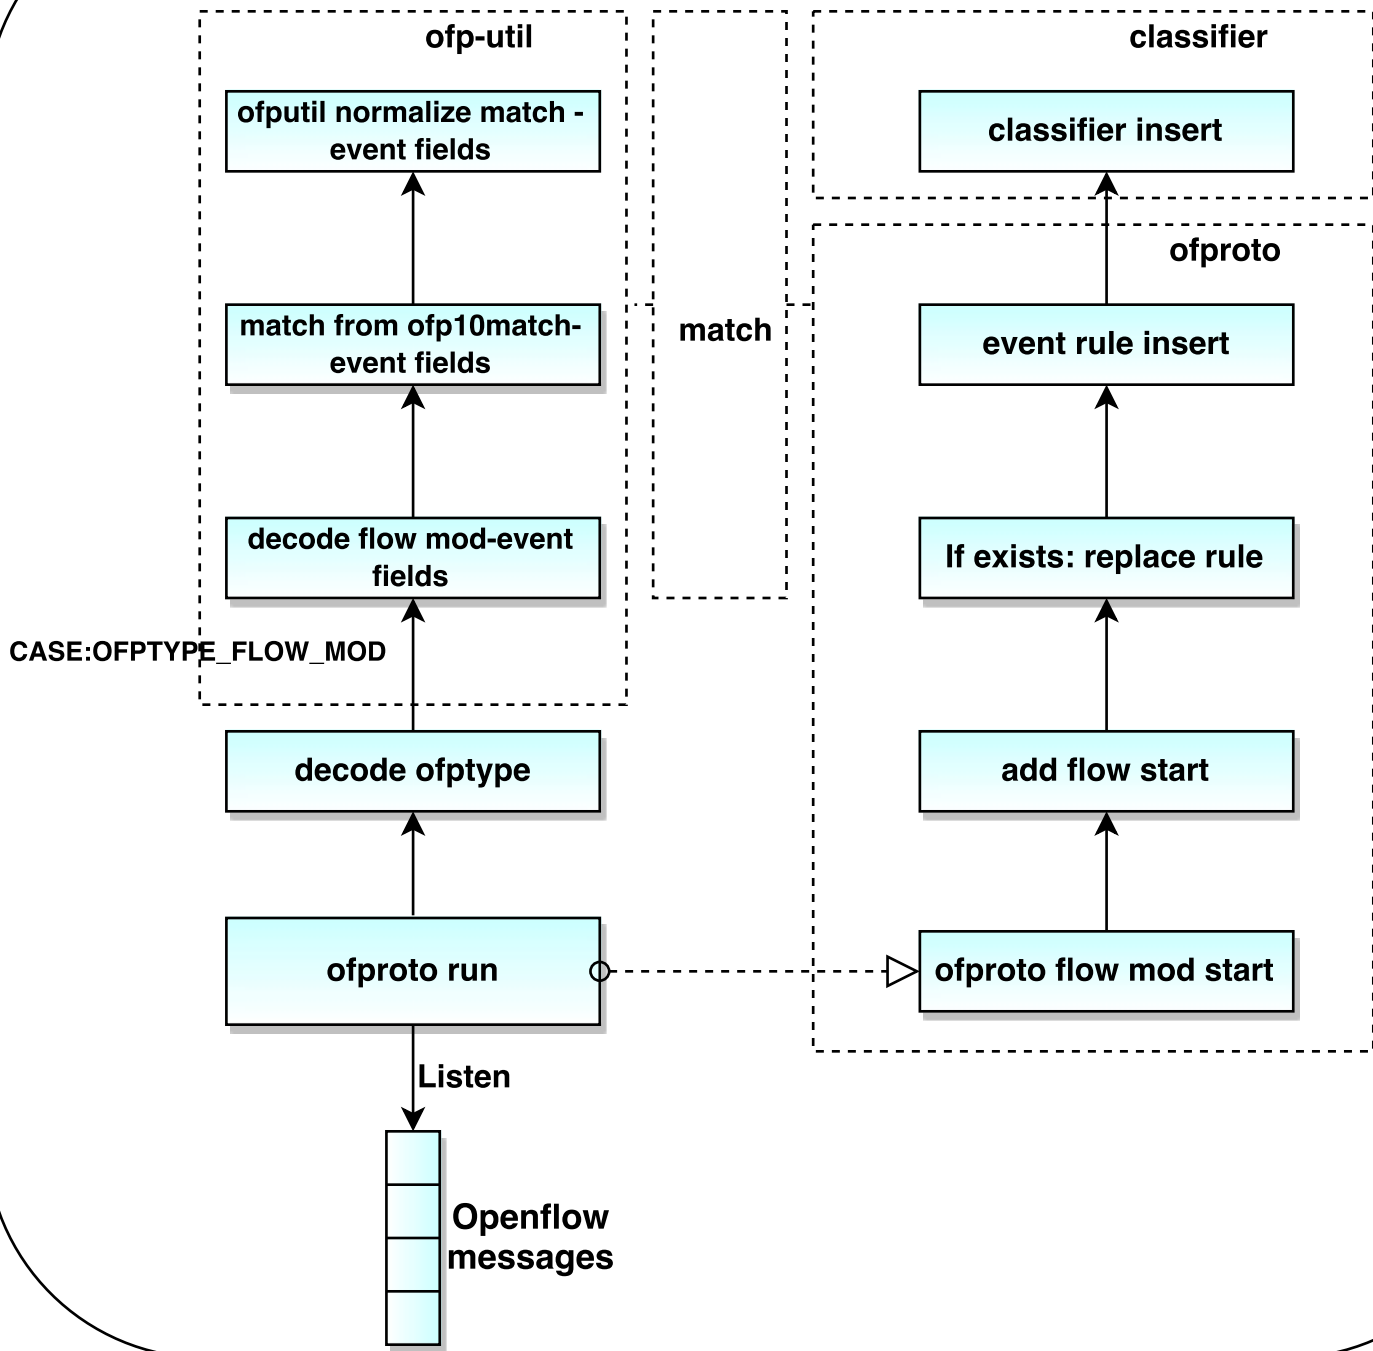 ofp-util
ofputil normalize match -
event fields
match from ofp10match-
event fields
decode flow mod-event
fields
CASE:OFPTYPE_FLOW_MOD
decode ofptype
ofproto run
Listen
Openflow
messages
match
classifier
classifier insert
ofproto
event rule insert
If exists: replace rule
add flow start
ofproto flow mod start